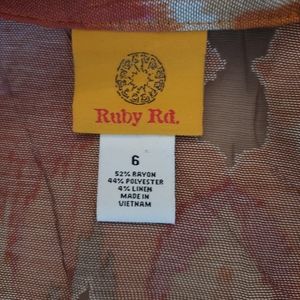 Ruby Rd.
6
52% RAYON
44% POLYESTER
4% LINEN
MADE IN
VIETNAM